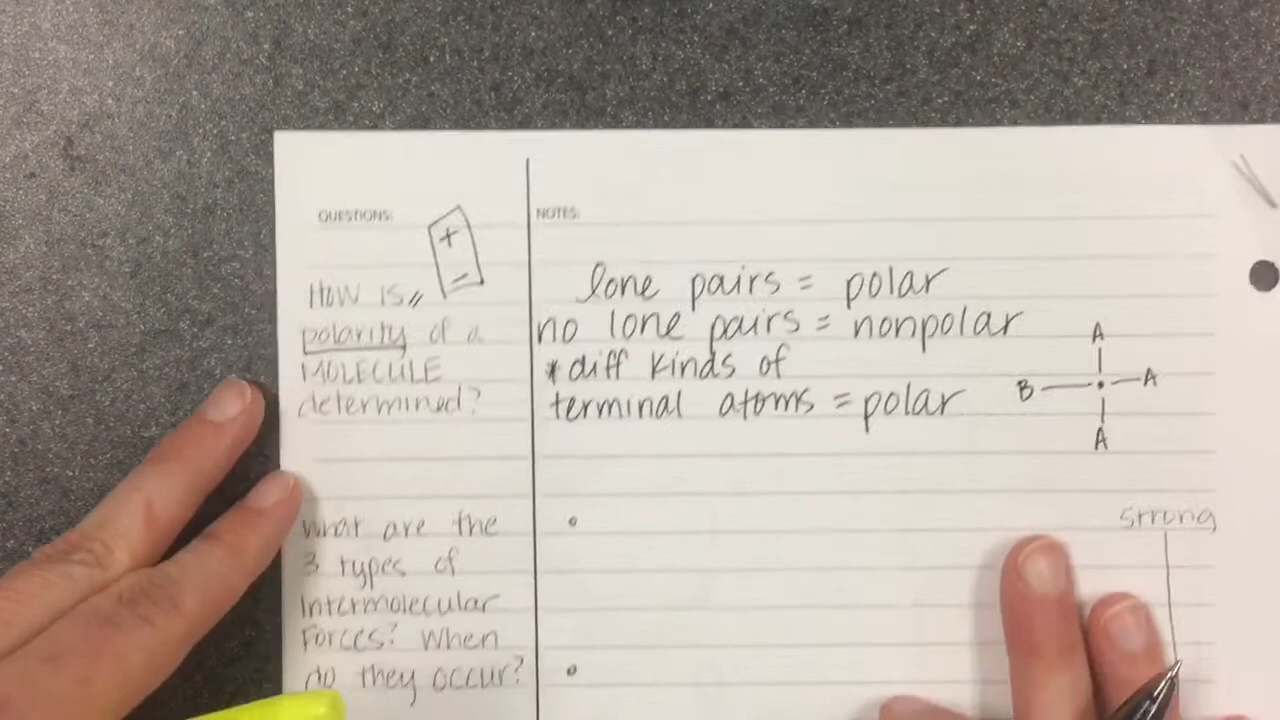 QUESTIONS:
+
-
How is
polarity of a
MOLECULE
determined?
NOTES:
lone pairs = polar
no lone pairs = nonpolar
*diff kinds of
terminal atoms = polar
A
B
A
A
What are the
3 types of
Intermolecular
Forces? When
do they occur?
strong